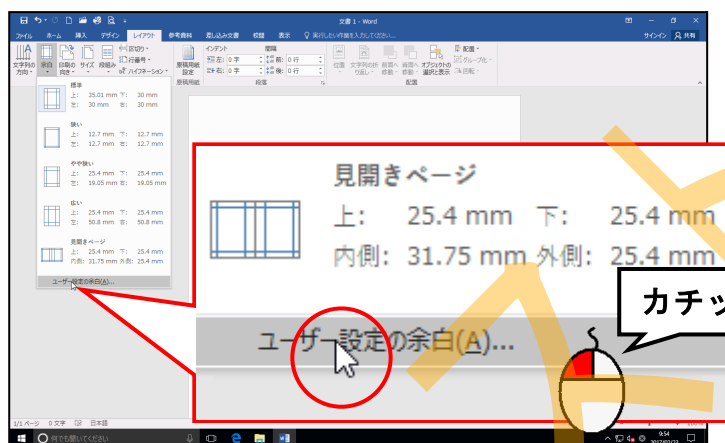 文書 1 - Word
ファイル ホーム 挿入 デザイン レイアウト 参考資料 差し込み文書 校閲 表示 実行したい作業を入力してください... サインイン 共有
文字列の方向 余白 印刷の向き サイズ 段組み 区切り 行番号 ハイフネーション 原稿用紙設定
インデント 間隔
左: 0 字 前: 0 行
右: 0 字 後: 0 行
位置 文字列の折り返し 前面へ移動 背面へ移動 オブジェクトの選択と表示 配置 グループ化 回転
原稿用紙 段落 配置
標準
上: 35.01 mm 下: 30 mm
左: 30 mm 右: 30 mm
狭い
上: 12.7 mm 下: 12.7 mm
左: 12.7 mm 右: 12.7 mm
やや狭い
上: 25.4 mm 下: 25.4 mm
左: 19.05 mm 右: 19.05 mm
広い
上: 25.4 mm 下: 25.4 mm
左: 50.8 mm 右: 50.8 mm
見開きページ
上: 25.4 mm 下: 25.4 mm
内側: 31.75 mm 外側: 25.4 mm
ユーザー設定の余白(A)...
見開きページ
上: 25.4 mm 下: 25.4 mm
内側: 31.75 mm 外側: 25.4 mm
ユーザー設定の余白(A)...
カチッ
1/1 ページ 0 文字 日本語 100%
何でも聞いてください
9:54